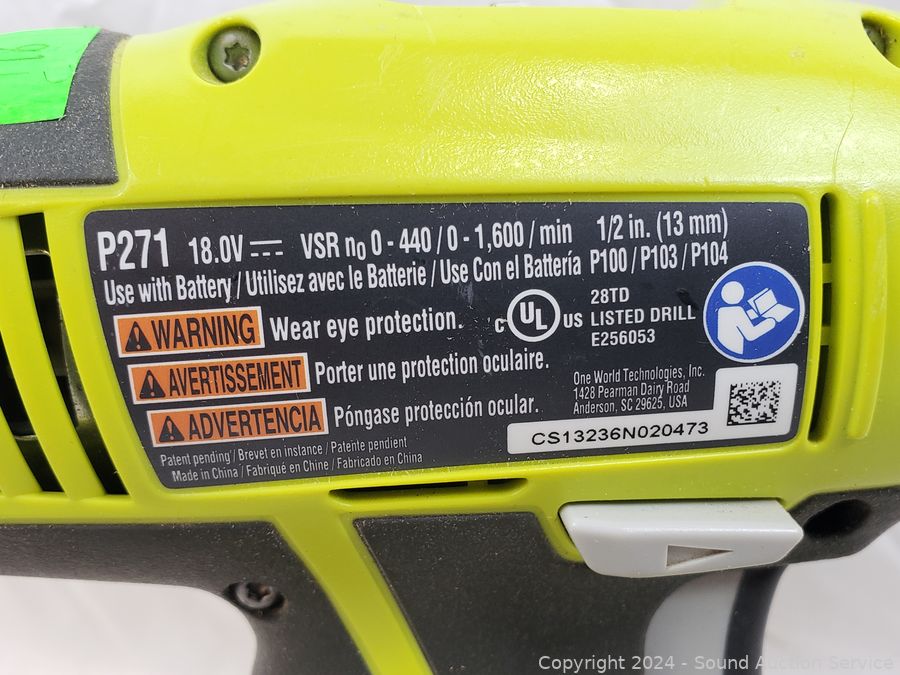 P271 18.0V VSR n0 0 - 440 / 0 - 1,600 / min 1/2 in. (13 mm)
Use with Battery / Utilisez avec le Batterie / Use Con el Batería P100 / P103 / P104
WARNING Wear eye protection.
AVERTISSEMENT Porter une protection oculaire.
ADVERTENCIA Póngase protección ocular.
C UL US
28TD
LISTED DRILL
E256053
One World Technologies, Inc.
1428 Pearman Dairy Road
Anderson, SC 29625, USA
CS13236N020473
Patent pending / Brevet en instance / Patente pendient
Made in China / Fabriqué en Chine / Fabricado en China
Copyright © 2024 - Sound Auction Service